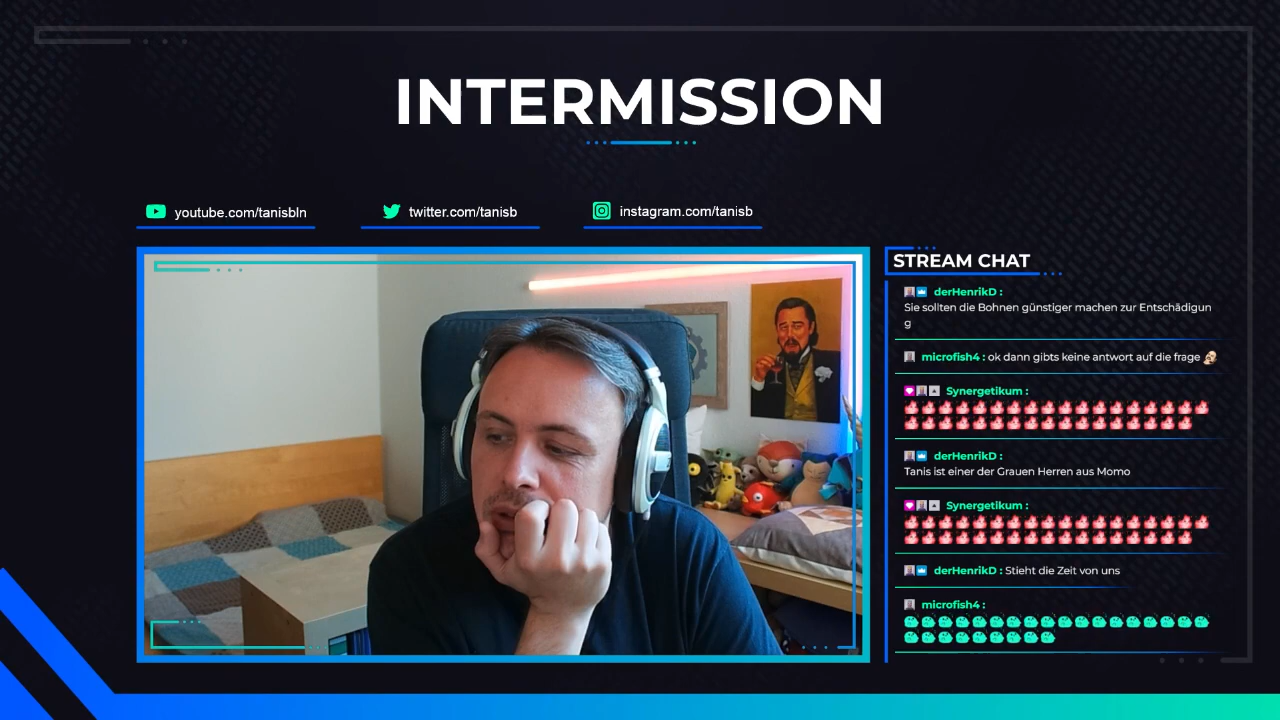 INTERMISSION
youtube.com/tanisbln
twitter.com/tanisb
instagram.com/tanisb
STREAM CHAT
derHenrikD :
Sie sollten die Bohnen günstiger machen zur Entschädigun
g
microfish4 : ok dann gibts keine antwort auf die frage
Synergetikum :
derHenrikD :
Tanis ist einer der Grauen Herren aus Momo
Synergetikum :
derHenrikD : Stieht die Zeit von uns
microfish4 :